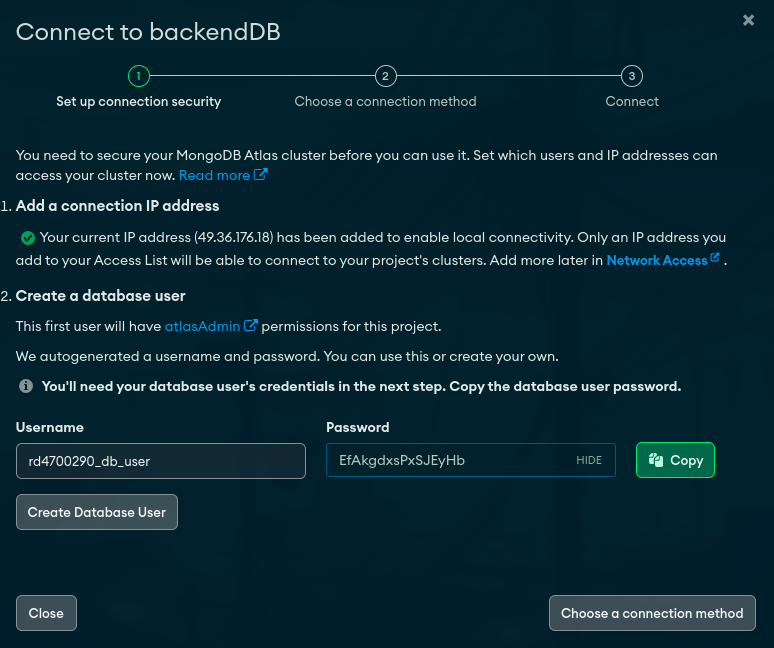 Connect to backendDB
1
2
3
Set up connection security
Choose a connection method
Connect
You need to secure your MongoDB Atlas cluster before you can use it. Set which users and IP addresses can
access your cluster now. Read more
1. Add a connection IP address
Your current IP address (49.36.176.18) has been added to enable local connectivity. Only an IP address you
add to your Access List will be able to connect to your project's clusters. Add more later in Network Access .
2. Create a database user
This first user will have atlasAdmin permissions for this project.
We autogenerated a username and password. You can use this or create your own.
You'll need your database user's credentials in the next step. Copy the database user password.
Username
Password
rd4700290_db_user
EfAkgdxsPxSJEyHb
HIDE
Copy
Create Database User
Close
Choose a connection method